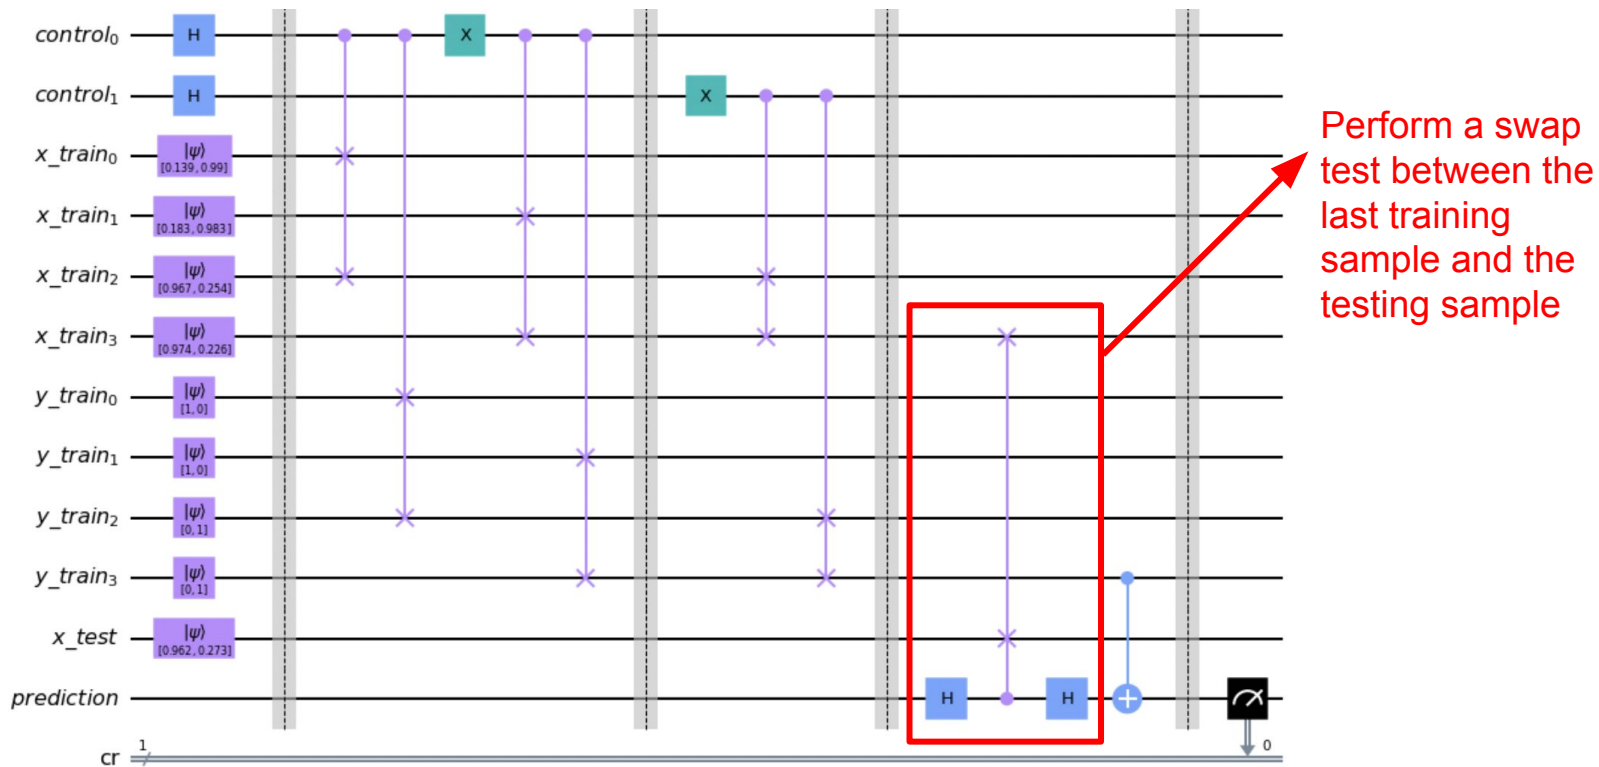 control₀ H X
control₁ H X
x_train₀ |ψ⟩
[0.139, 0.99]
x_train₁ |ψ⟩
[0.183, 0.983]
x_train₂ |ψ⟩
[0.967, 0.254]
x_train₃ |ψ⟩
[0.974, 0.226]
y_train₀ |ψ⟩
[1, 0]
y_train₁ |ψ⟩
[1, 0]
y_train₂ |ψ⟩
[0, 1]
y_train₃ |ψ⟩
[0, 1]
x_test |ψ⟩
[0.962, 0.273]
prediction H H
cr 1 0
Perform a swap
test between the
last training
sample and the
testing sample